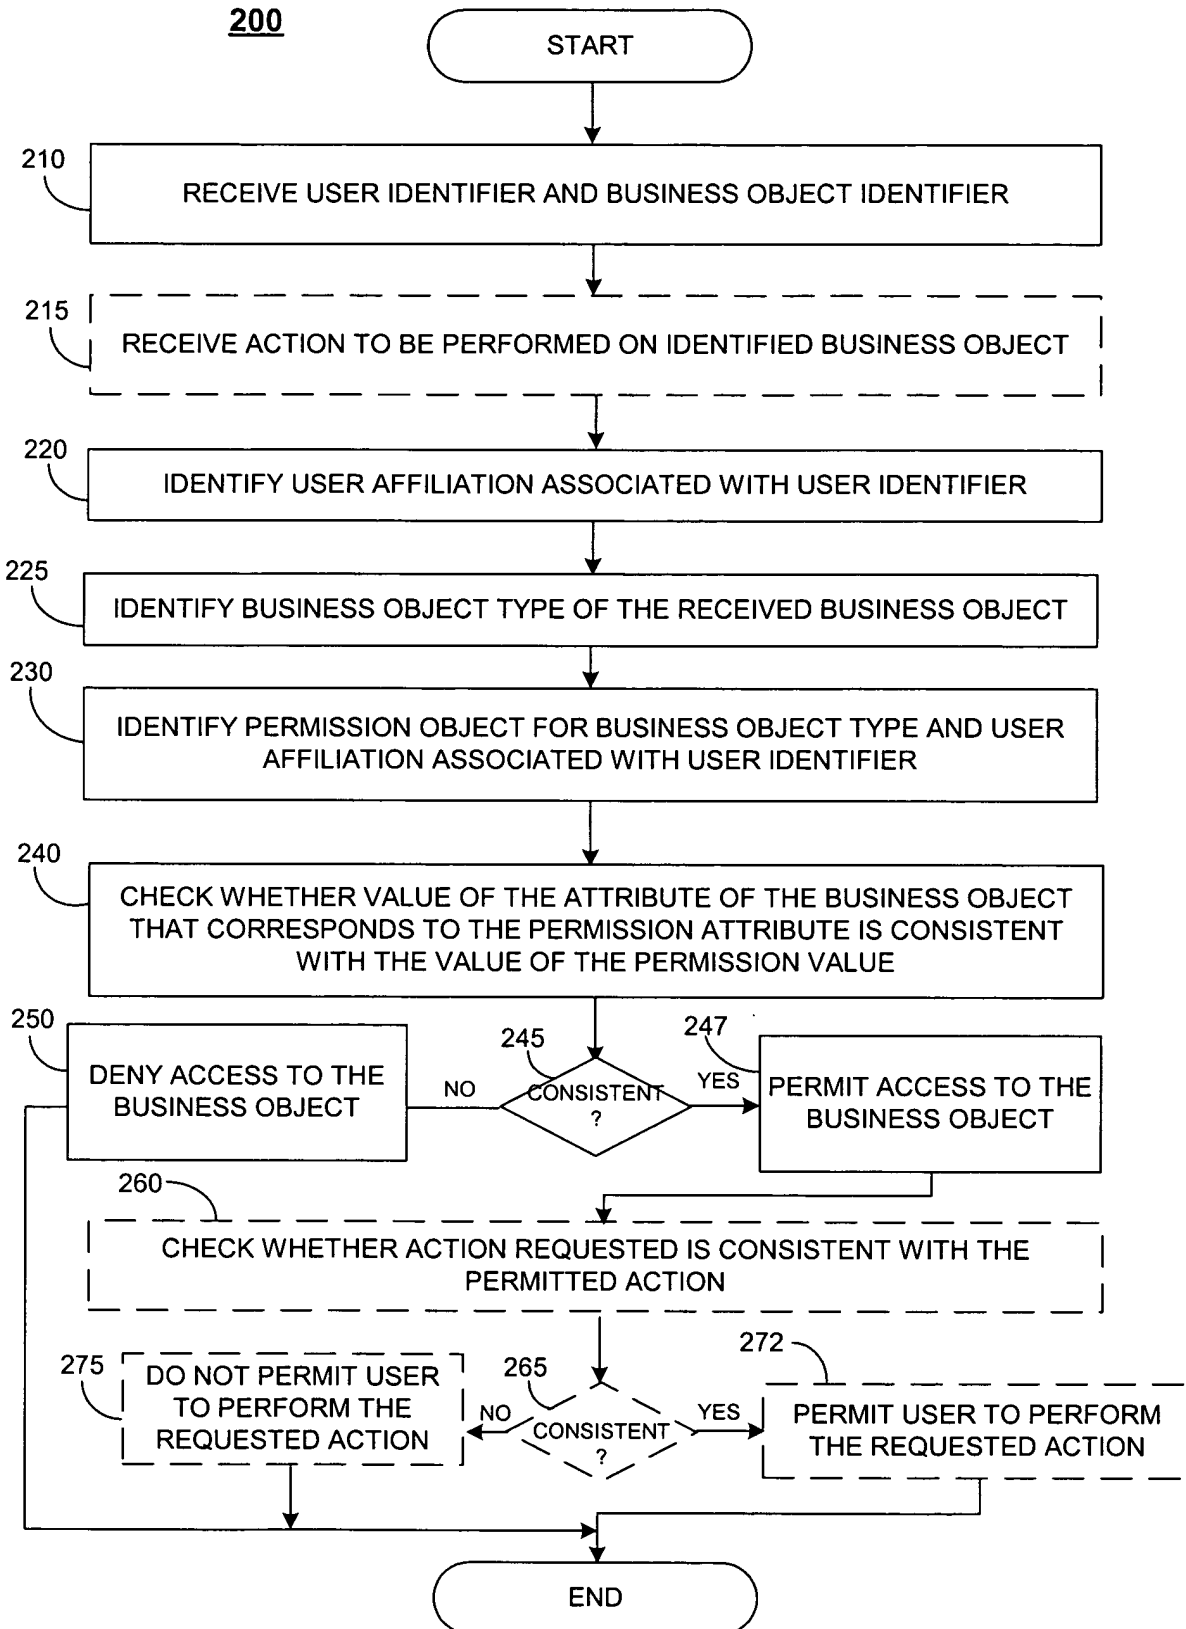 200
START
210
RECEIVE USER IDENTIFIER AND BUSINESS OBJECT IDENTIFIER
215
RECEIVE ACTION TO BE PERFORMED ON IDENTIFIED BUSINESS OBJECT
220
IDENTIFY USER AFFILIATION ASSOCIATED WITH USER IDENTIFIER
225
IDENTIFY BUSINESS OBJECT TYPE OF THE RECEIVED BUSINESS OBJECT
230
IDENTIFY PERMISSION OBJECT FOR BUSINESS OBJECT TYPE AND USER
AFFILIATION ASSOCIATED WITH USER IDENTIFIER
240
CHECK WHETHER VALUE OF THE ATTRIBUTE OF THE BUSINESS OBJECT
THAT CORRESPONDS TO THE PERMISSION ATTRIBUTE IS CONSISTENT
WITH THE VALUE OF THE PERMISSION VALUE
250
DENY ACCESS TO THE
BUSINESS OBJECT
NO
245
CONSISTENT
?
YES
247
PERMIT ACCESS TO THE
BUSINESS OBJECT
260
CHECK WHETHER ACTION REQUESTED IS CONSISTENT WITH THE
PERMITTED ACTION
275
DO NOT PERMIT USER
TO PERFORM THE
REQUESTED ACTION
NO
265
CONSISTENT
?
YES
272
PERMIT USER TO PERFORM
THE REQUESTED ACTION
END